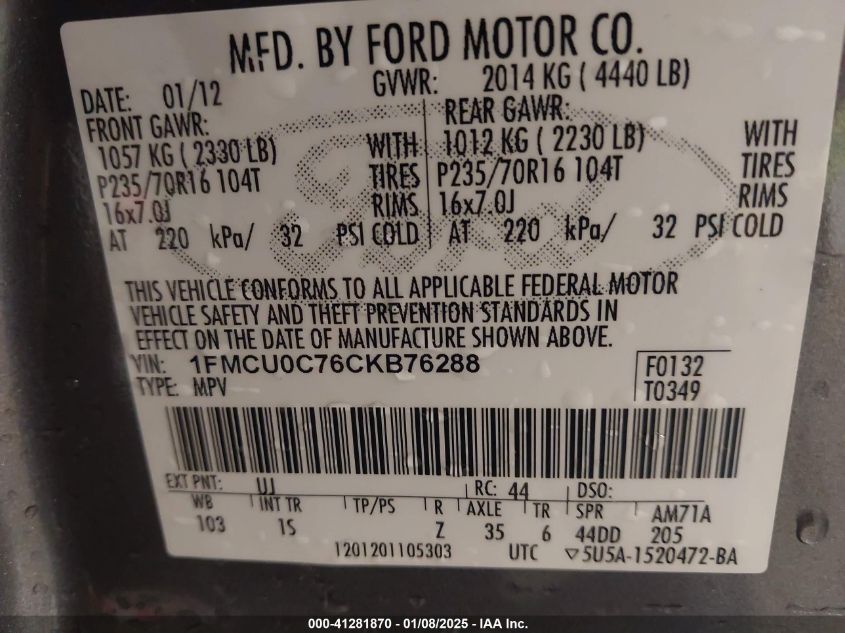 MFD. BY FORD MOTOR CO.
DATE: 01/12 GVWR: 2014 KG ( 4440 LB)
FRONT GAWR: REAR GAWR:
1057 KG ( 2330 LB) WITH 1012 KG ( 2230 LB) WITH
P235/70R16 104T TIRES P235/70R16 104T TIRES
16x7.0J RIMS 16x7.0J RIMS
AT 220 kPa/ 32 PSI COLD AT 220 kPa/ 32 PSI COLD
Ford
THIS VEHICLE CONFORMS TO ALL APPLICABLE FEDERAL MOTOR
VEHICLE SAFETY AND THEFT PREVENTION STANDARDS IN
EFFECT ON THE DATE OF MANUFACTURE SHOWN ABOVE.
VIN: 1FMCU0C76CKB76288 F0132
TYPE: MPV T0349
EXT PNT: UJ RC: 44 DSO:
WB INT TR TP/PS R AXLE TR SPR AM71A
103 1S Z 35 6 44DD 205
1201201105303 UTC ▽5U5A-1520472-BA
000-41281870 - 01/08/2025 - IAA Inc.